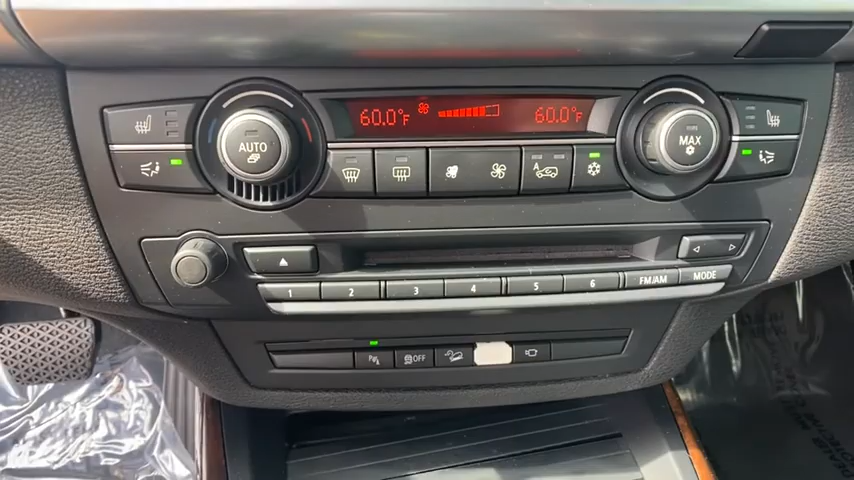 60.0°F 60.0°F
AUTO
MAX
A
1 2 3 4 5 6 FM/AM MODE
P OFF